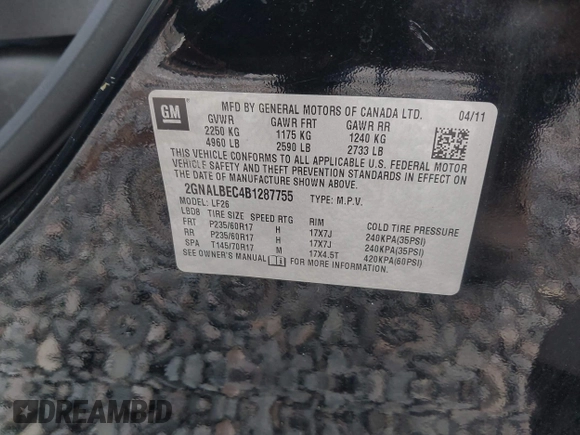 GM
MFD BY GENERAL MOTORS OF CANADA LTD. 04/11
GVWR GAWR FRT GAWR RR
2250 KG 1175 KG 1240 KG
4960 LB 2590 LB 2733 LB
THIS VEHICLE CONFORMS TO ALL APPLICABLE U.S. FEDERAL MOTOR
VEHICLE SAFETY AND THEFT PREVENTION STANDARDS IN EFFECT ON
THE DATE OF MANUFACTURE SHOWN ABOVE.
2GNALBEC4B1287755 TYPE: M.P.V.
MODEL: LF26
LBD8 TIRE SIZE SPEED RTG RIM COLD TIRE PRESSURE
FRT P235/60R17 H 17X7J 240KPA(35PSI)
RR P235/60R17 H 17X7J 240KPA(35PSI)
SPA T145/70R17 M 17X4.5T 420KPA(60PSI)
SEE OWNER'S MANUAL FOR MORE INFORMATION.
DREAMBID